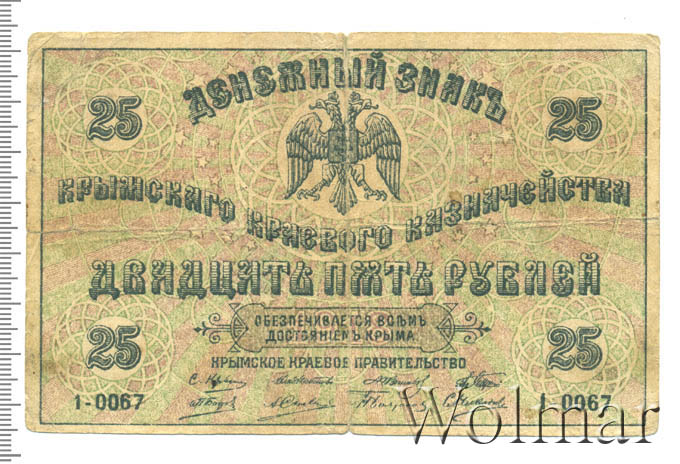 ДЕНЕЖНЫЙ ЗНАКЪ
25 25
КРЫМСКАГО КРАЕВОГО КАЗНАЧЕЙСТВА
ДВАДЦАТЬ ПЯТЬ РУБЛЕЙ
ОБЕЗПЕЧИВАЕТСЯ ВСѢМЪ
ДОСТОЯНІЕМЪ КРЫМА
25 25
КРЫМСКОЕ КРАЕВОЕ ПРАВИТЕЛЬСТВО
1-0067 1-0067
Wolmar